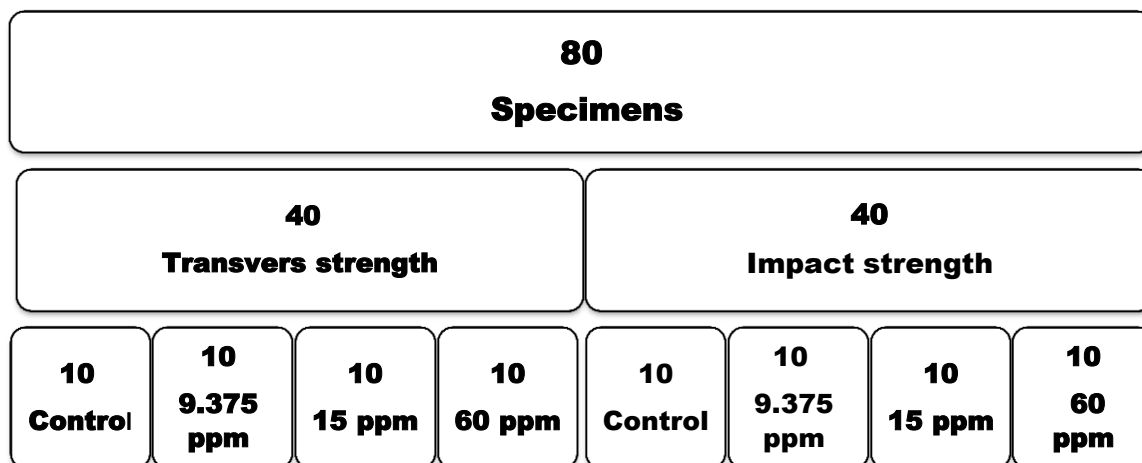 80
Specimens
40
Transvers strength
40
Impact strength
10
Control
10
9.375
ppm
10
15 ppm
10
60 ppm
10
Control
10
9.375
ppm
10
15 ppm
10
60
ppm